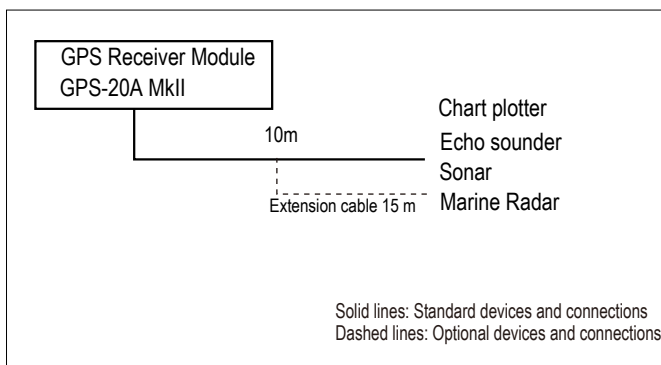 GPS Receiver Module
GPS-20A MkII
Chart plotter
10m
Echo sounder
Sonar
Extension cable 15 m
Marine Radar
Solid lines: Standard devices and connections
Dashed lines: Optional devices and connections